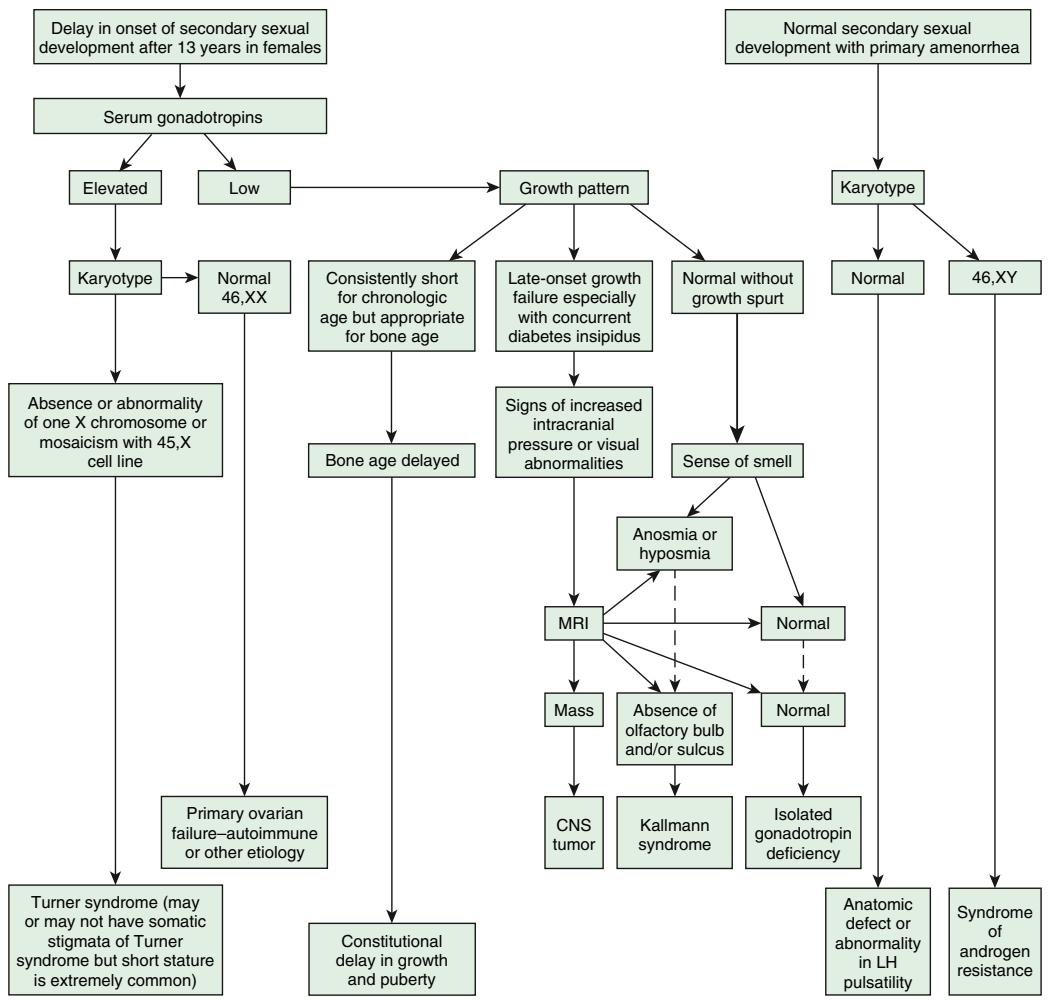 Delay in onset of secondary sexual
development after 13 years in females
Normal secondary sexual
development with primary amenorrhea
Serum gonadotropins
Elevated
Low
Growth pattern
Karyotype
Karyotype
Normal
46,XX
Consistently short
for chronologic
age but appropriate
for bone age
Late-onset growth
failure especially
with concurrent
diabetes insipidus
Normal without
growth spurt
Normal
46,XY
Absence or abnormality
of one X chromosome or
mosaicism with 45,X
cell line
Signs of increased
intracranial
pressure or visual
abnormalities
Bone age delayed
Sense of smell
Anosmia or
hyposmia
MRI
Normal
Mass
Absence of
olfactory bulb
and/or sulcus
Normal
Primary ovarian
failure–autoimmune
or other etiology
CNS
tumor
Kallmann
syndrome
Isolated
gonadotropin
deficiency
Turner syndrome (may
or may not have somatic
stigmata of Turner
syndrome but short stature
is extremely common)
Constitutional
delay in growth
and puberty
Anatomic
defect or
abnormality
in LH
pulsatility
Syndrome
of
androgen
resistance